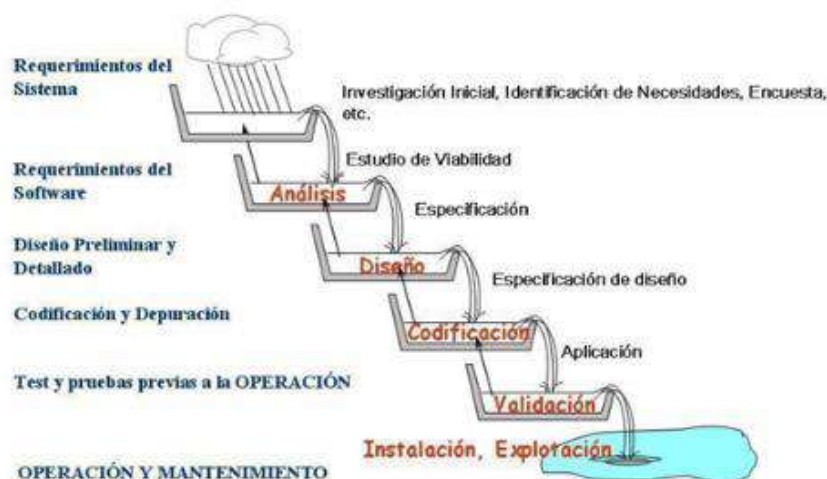 Requerimientos del
Sistema
Investigación Inicial, Identificación de Necesidades, Encuesta,
etc.
Estudio de Viabilidad
Requerimientos del
Software
Análisis
Especificación
Diseño Preliminar y
Detallado
Diseño
Especificación de diseño
Codificación y Depuración
Codificación
Aplicación
Test y pruebas previas a la OPERACIÓN
Validación
Instalación, Explotación
OPERACIÓN Y MANTENIMIENTO